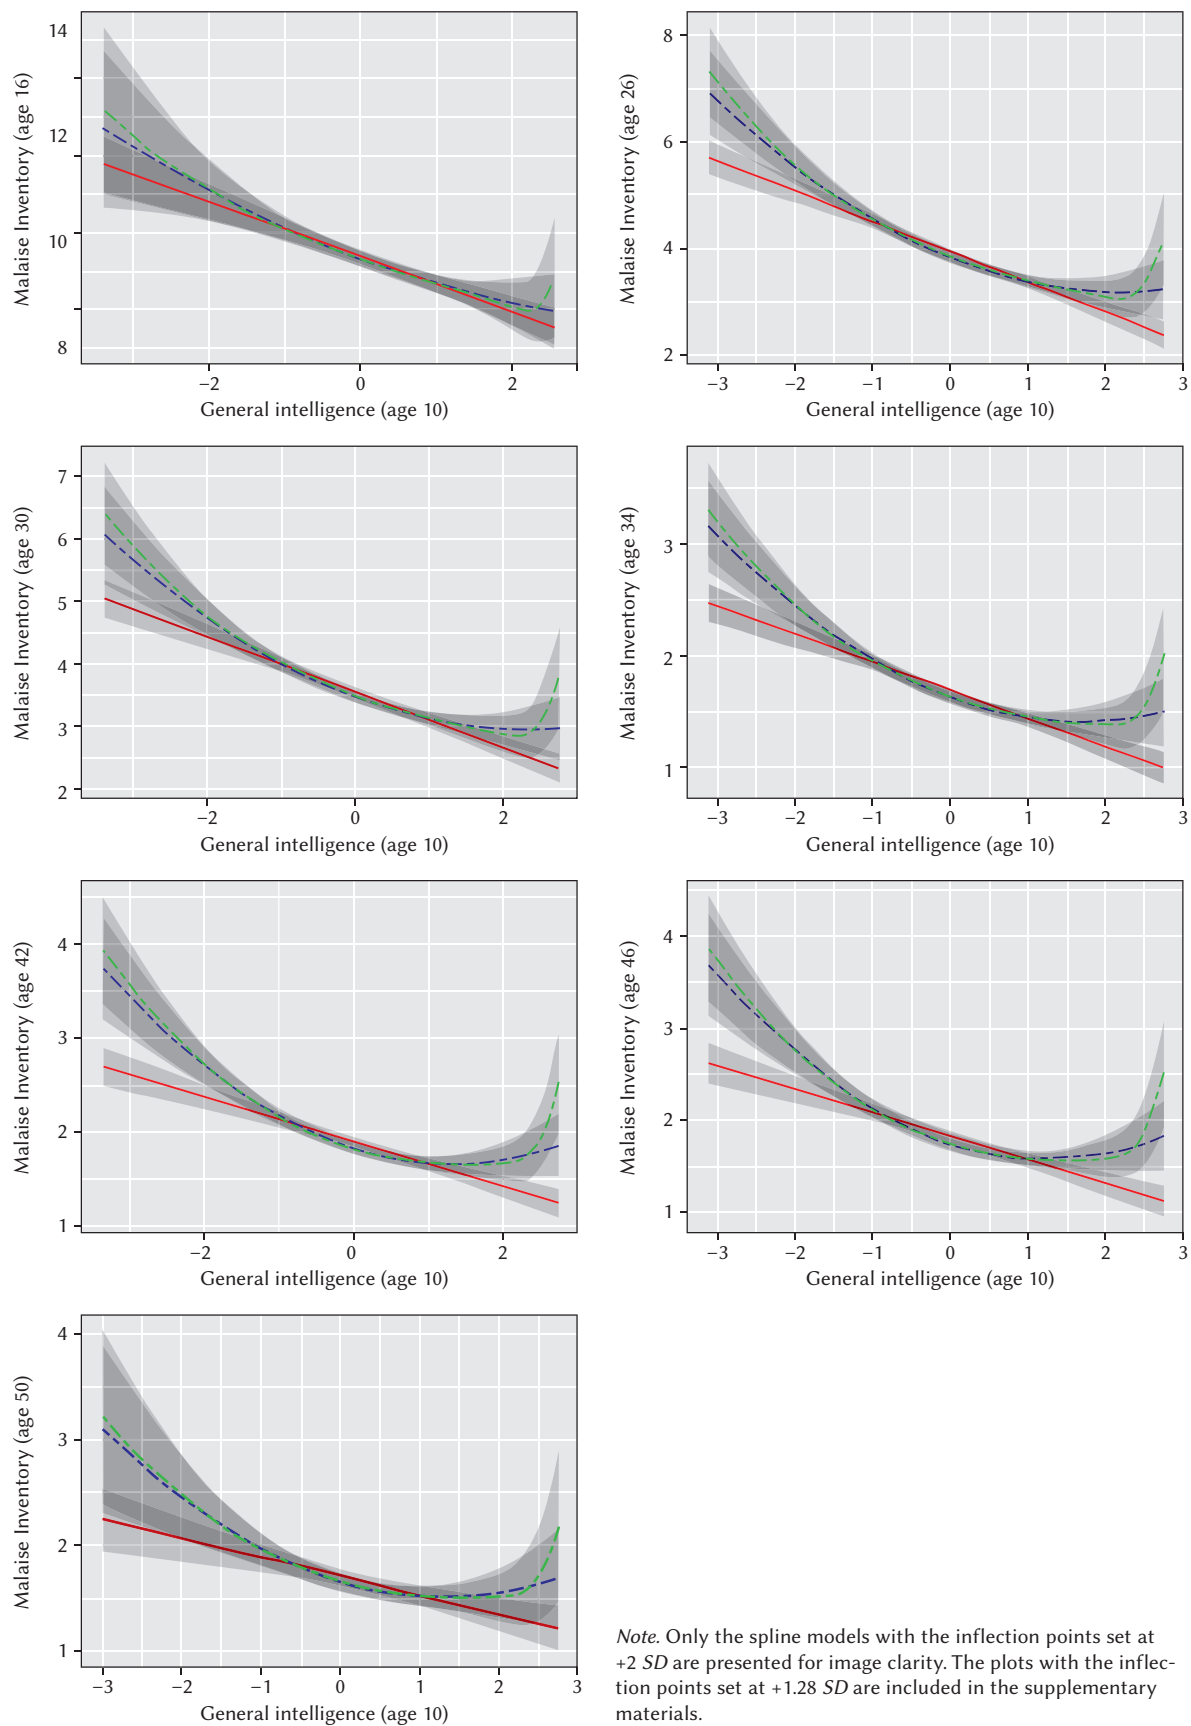 14
12
10
8
Malaise Inventory (age 16)
−2 0 2
General intelligence (age 10)
8
6
4
2
Malaise Inventory (age 26)
−3 −2 −1 0 1 2 3
General intelligence (age 10)
7
6
5
4
3
2
Malaise Inventory (age 30)
−2 0 2
General intelligence (age 10)
3
2
1
Malaise Inventory (age 34)
−3 −2 −1 0 1 2 3
General intelligence (age 10)
4
3
2
1
Malaise Inventory (age 42)
−2 0 2
General intelligence (age 10)
4
3
2
1
Malaise Inventory (age 46)
−3 −2 −1 0 1 2 3
General intelligence (age 10)
4
3
2
1
Malaise Inventory (age 50)
−3 −2 −1 0 1 2 3
General intelligence (age 10)
Note. Only the spline models with the inflection points set at
+2 SD are presented for image clarity. The plots with the inflec-
tion points set at +1.28 SD are included in the supplementary
materials.